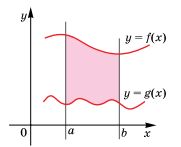 y
y = f(x)
y = g(x)
0
a
b
x